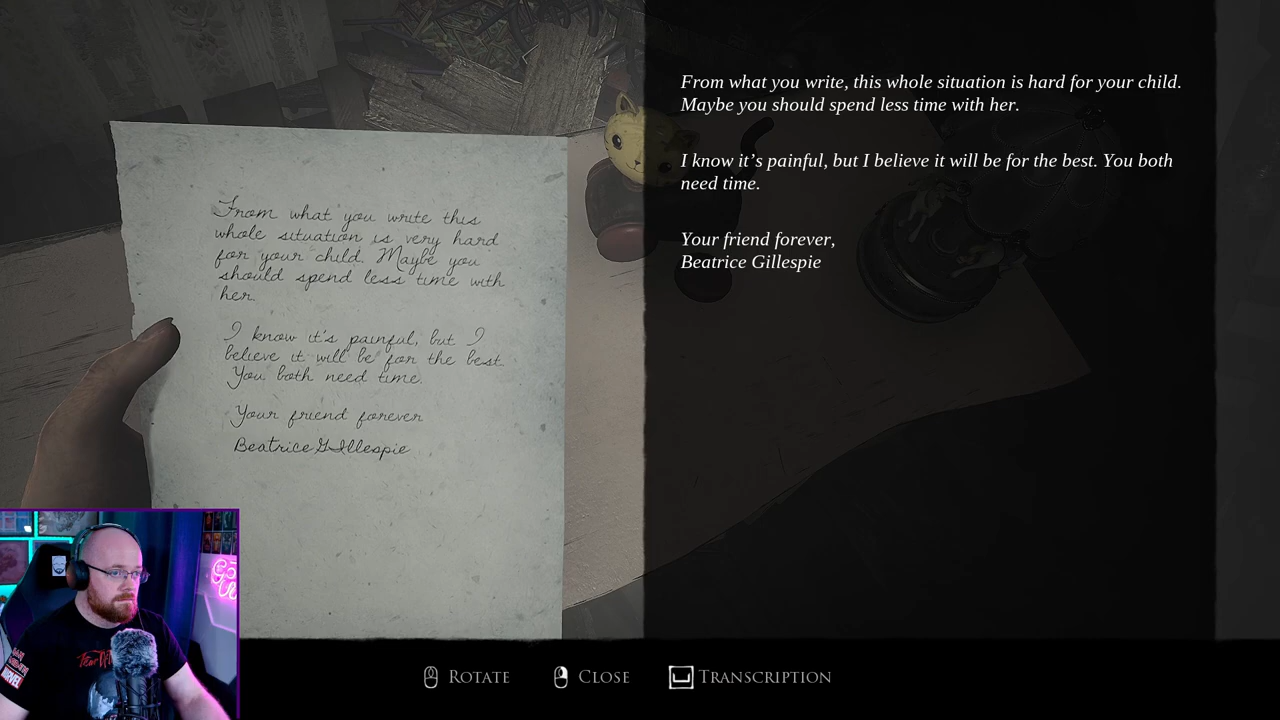 From what you write this
whole situation is very hard
for your child. Maybe you
should spend less time with
her.
I know it's painful, but I
believe it will be for the best.
You both need time.
Your friend forever
Beatrice Gillespie
From what you write, this whole situation is hard for your child.
Maybe you should spend less time with her.
I know it's painful, but I believe it will be for the best. You both
need time.
Your friend forever,
Beatrice Gillespie
MARVEL
ROTATE
CLOSE
TRANSCRIPTION